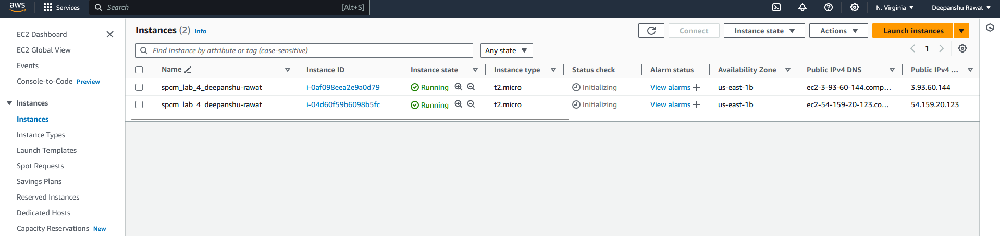 aws Services Search [Alt+S] N. Virginia Deepanshu Rawat
EC2 Dashboard
EC2 Global View
Events
Console-to-Code Preview
Instances
Instances
Instance Types
Launch Templates
Spot Requests
Savings Plans
Reserved Instances
Dedicated Hosts
Capacity Reservations New
Instances (2) Info Connect Instance state Actions Launch instances
Find Instance by attribute or tag (case-sensitive) Any state 1
Name Instance ID Instance state Instance type Status check Alarm status Availability Zone Public IPv4 DNS Public IPv4 ...
spcm_lab_4_deepanshu-rawat i-0af098eea2e9a0d79 Running t2.micro Initializing View alarms us-east-1b ec2-3-93-60-144.comp... 3.93.60.144
spcm_lab_4_deepanshu-rawat i-04d60f59b6098b5fc Running t2.micro Initializing View alarms us-east-1b ec2-54-159-20-123.co... 54.159.20.123